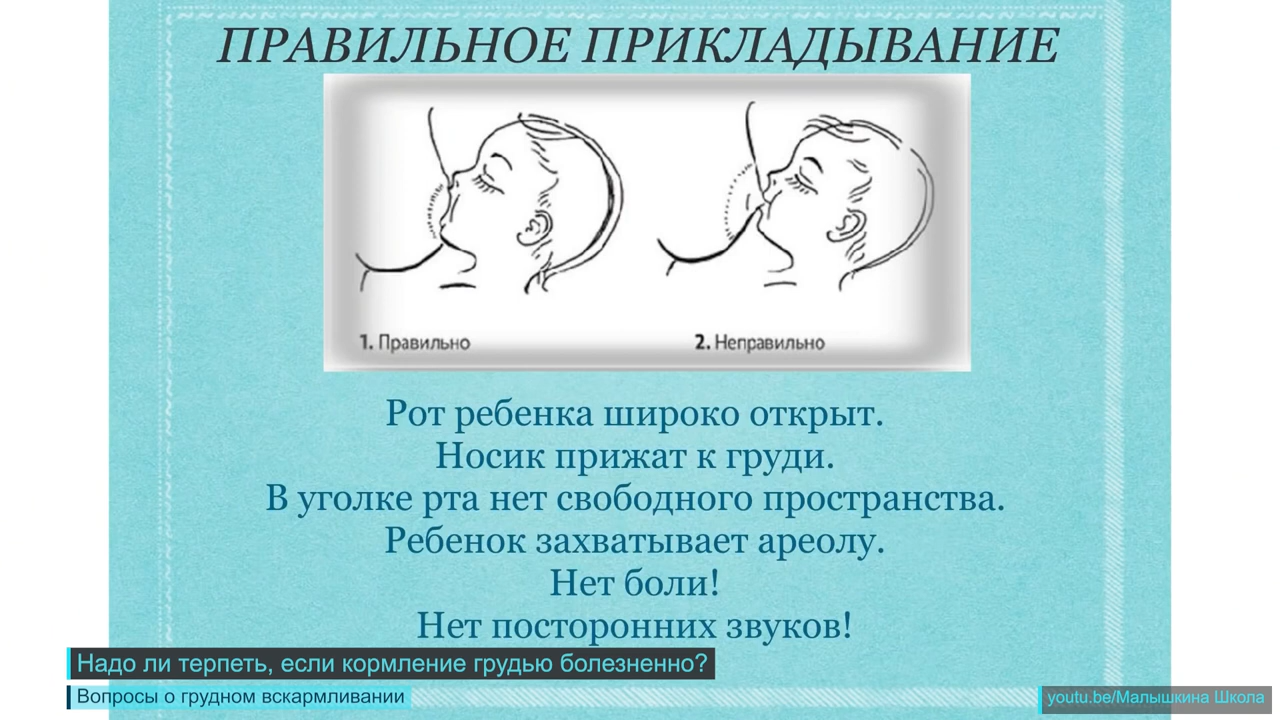 ПРАВИЛЬНОЕ ПРИКЛАДЫВАНИЕ
1. Правильно
2. Неправильно
Рот ребенка широко открыт.
Носик прижат к груди.
В уголке рта нет свободного пространства.
Ребенок захватывает ареолу.
Нет боли!
Нет посторонних звуков!
Надо ли терпеть, если кормление грудью болезненно?
Вопросы о грудном вскармливании
youtu.be/Малышкина Школа